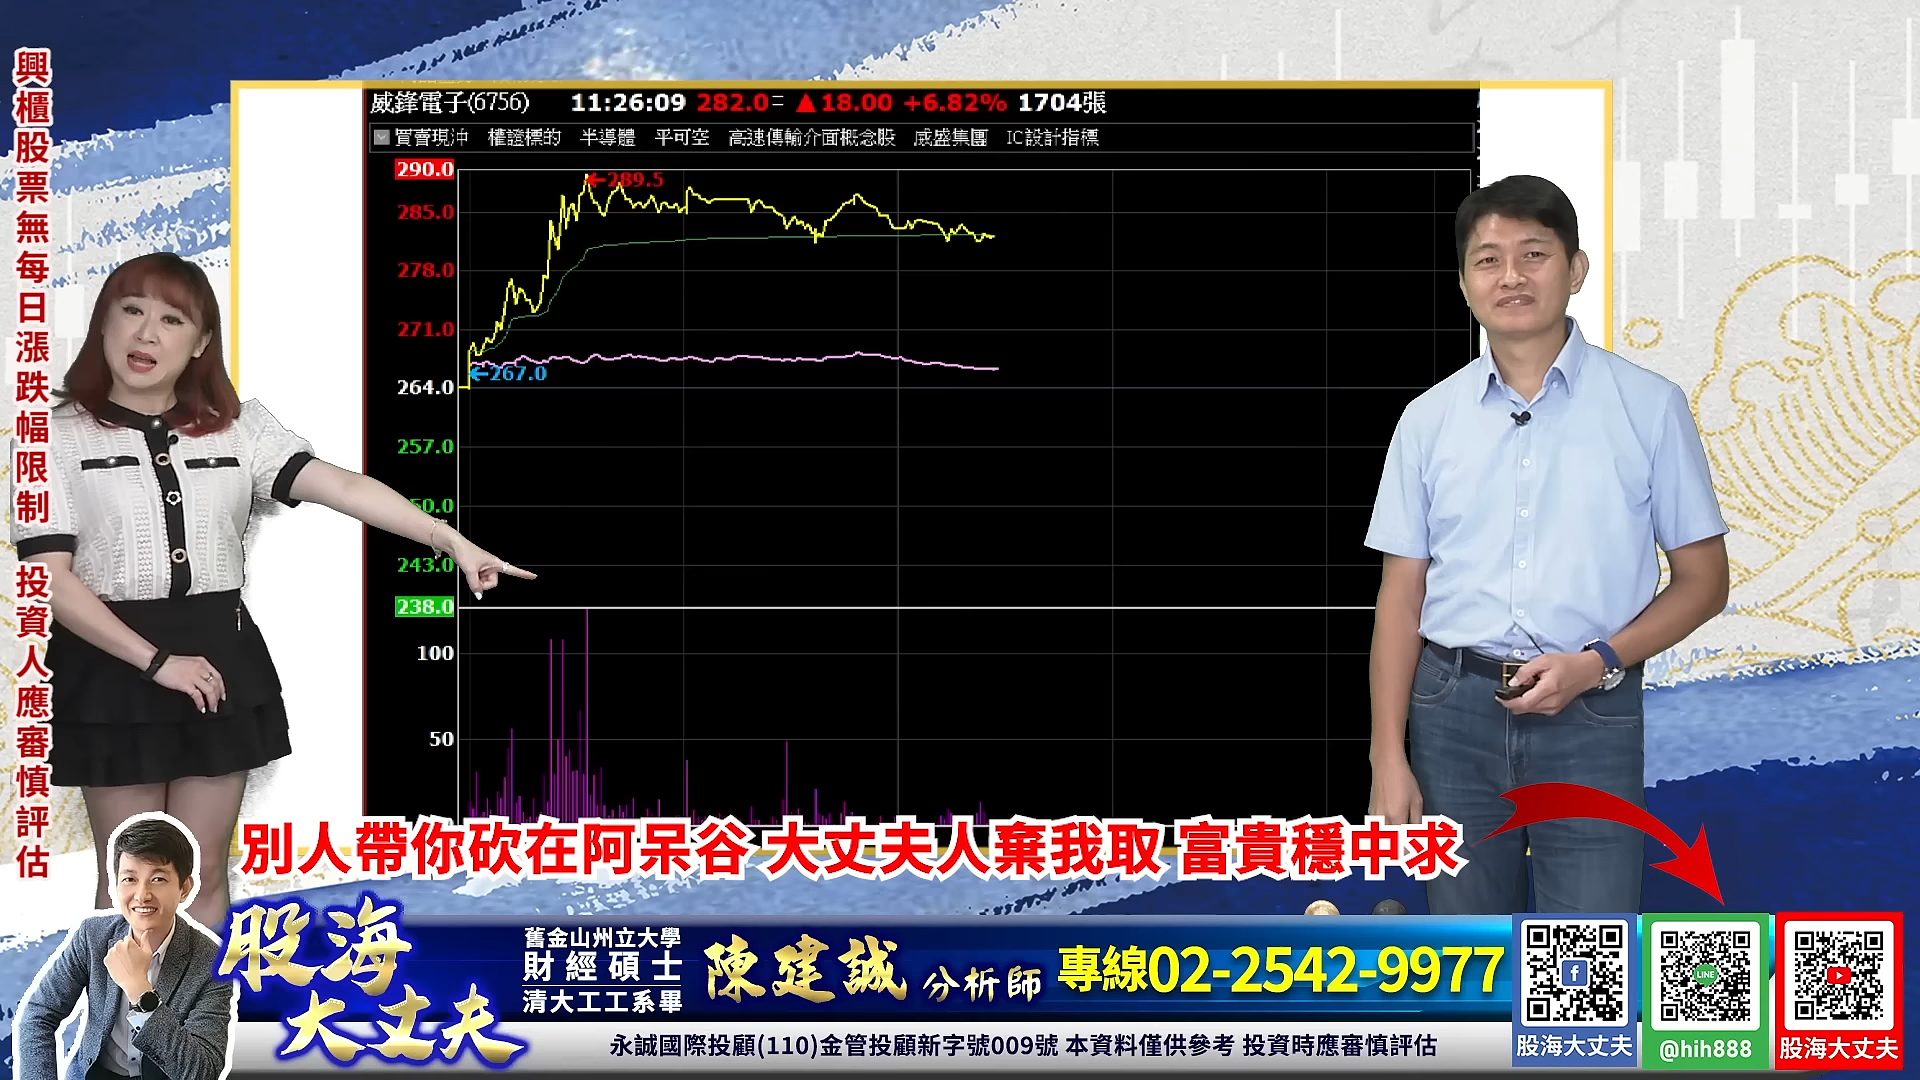 興櫃股票無每日漲跌幅限制 投資人應審慎評估
威鋒電子(6756) 11:26:09 282.0= ▲18.00 +6.82% 1704張
買賣現沖 權證標的 半導體 平可空 高速傳輸介面概念股 威盛集團 IC設計指標
290.0
←289.5
285.0
278.0
271.0
←267.0
264.0
257.0
243.0
238.0
100
50
別人帶你砍在阿呆谷 大丈夫人棄我取 富貴穩中求
股海大丈夫
舊金山州立大學
財經碩士
清大工工系畢
陳建誠 分析師
專線02-2542-9977
永誠國際投顧(110)金管投顧新字號009號 本資料僅供參考 投資時應審慎評估
股海大丈夫
LINE
@hih888
股海大丈夫